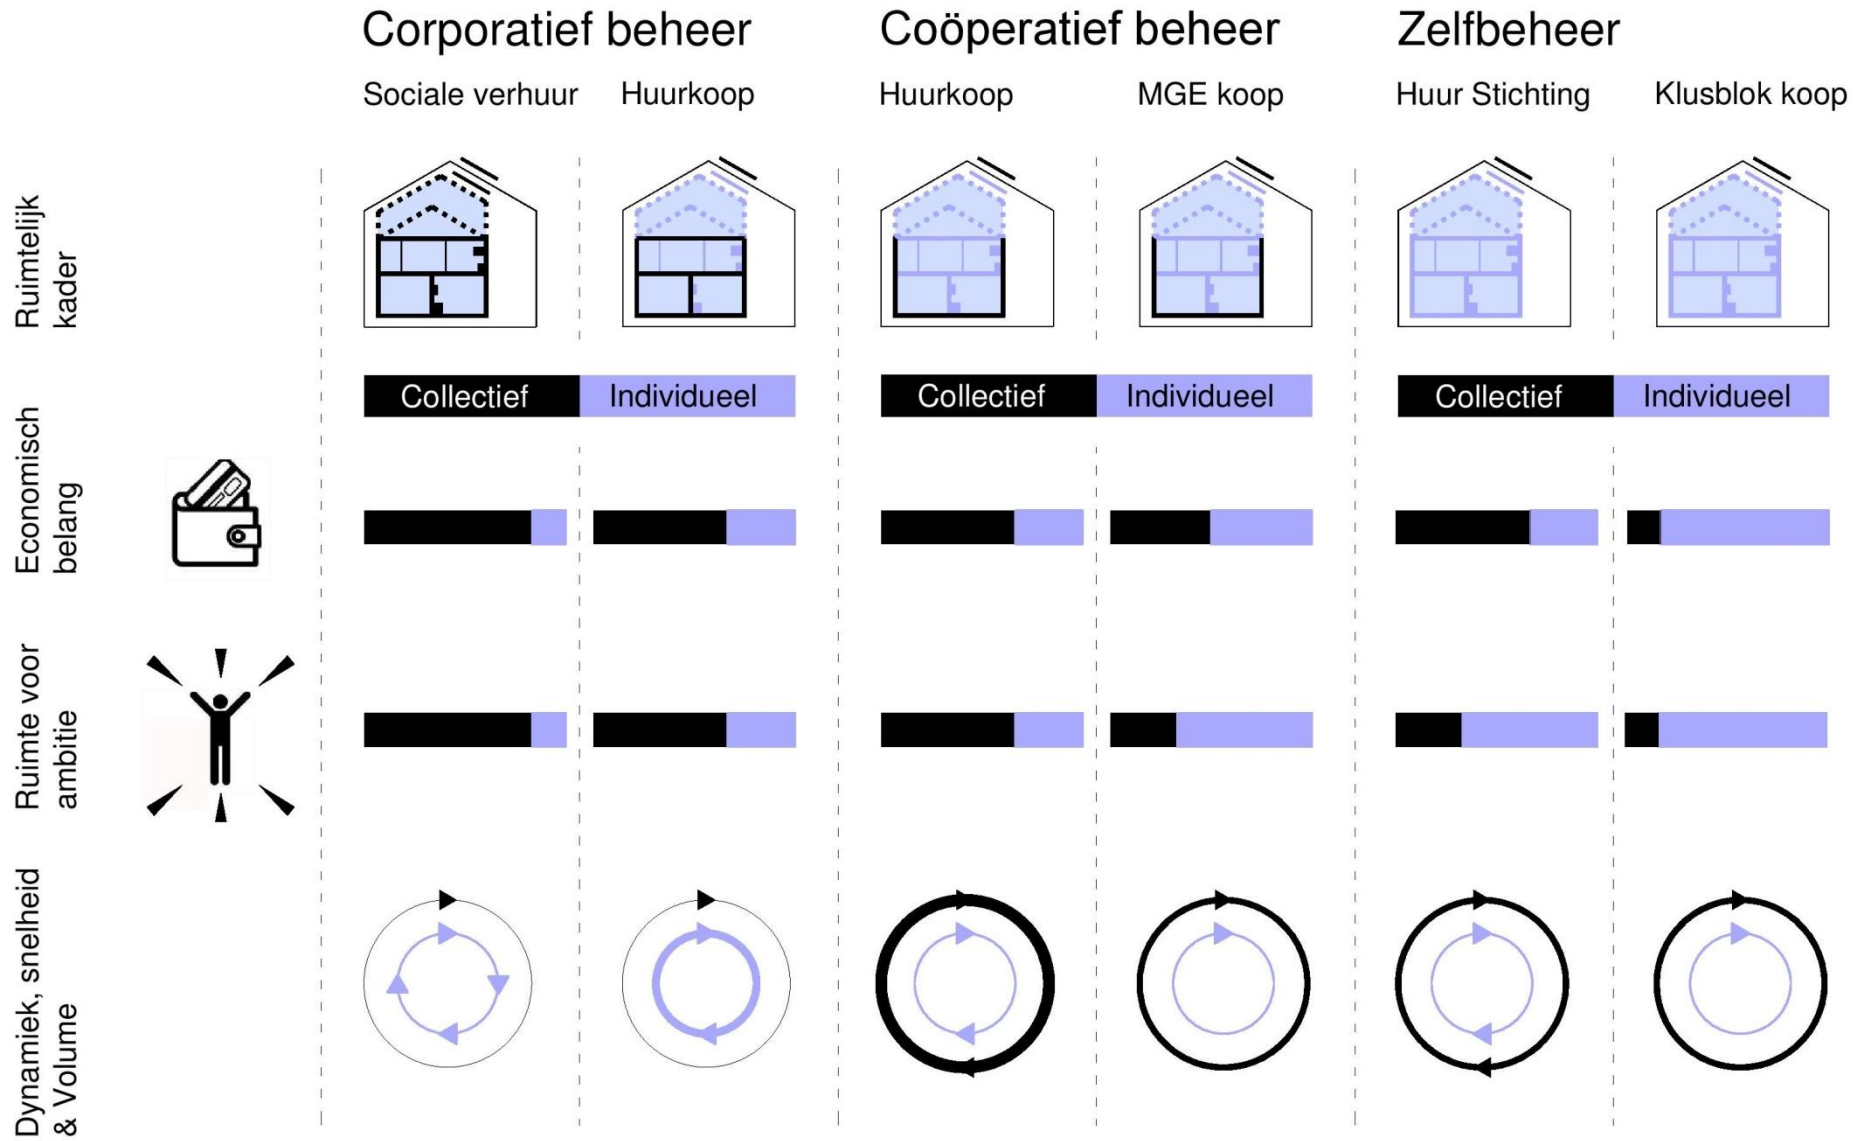 Corporatief beheer
Coöperatief beheer
Zelfbeheer
Sociale verhuur
Huurkoop
Huurkoop
MGE koop
Huur Stichting
Klusblok koop
Ruimtelijk
kader
Collectief
Individueel
Collectief
Individueel
Collectief
Individueel
Economisch
belang
Ruimte voor
ambitie
Dynamiek, snelheid
& Volume